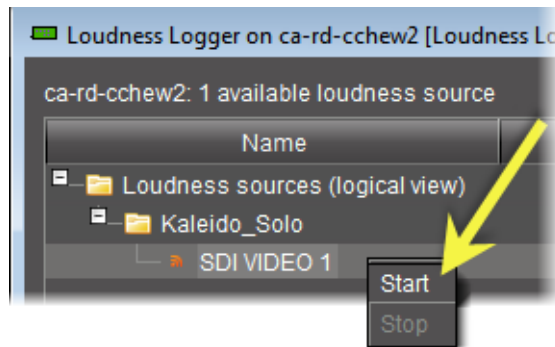 Loudness Logger on ca-rd-cchew2 [Loudness Lo
ca-rd-cchew2: 1 available loudness source
Name
Loudness sources (logical view)
Kaleido_Solo
SDI VIDEO 1
Start
Stop